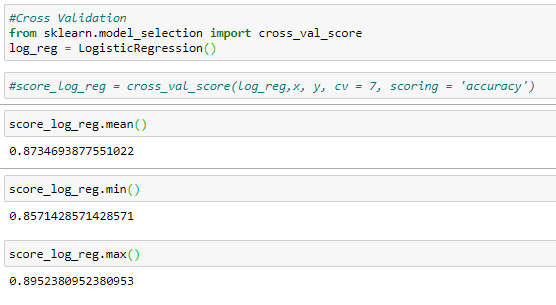 #Cross Validation
from sklearn.model_selection import cross_val_score
log_reg = LogisticRegression()
#score_log_reg = cross_val_score(log_reg,x, y, cv = 7, scoring = 'accuracy')
score_log_reg.mean()
0.8734693877551022
score_log_reg.min()
0.8571428571428571
score_log_reg.max()
0.8952380952380953